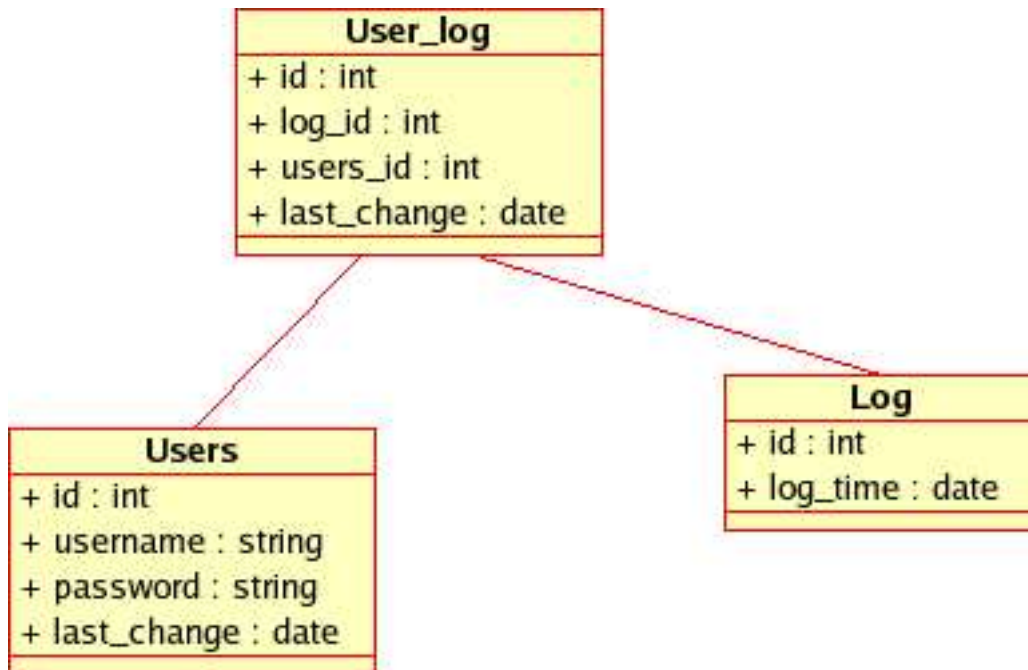 User_log
+ id : int
+ log_id : int
+ users_id : int
+ last_change : date
Users
+ id : int
+ username : string
+ password : string
+ last_change : date
Log
+ id : int
+ log_time : date